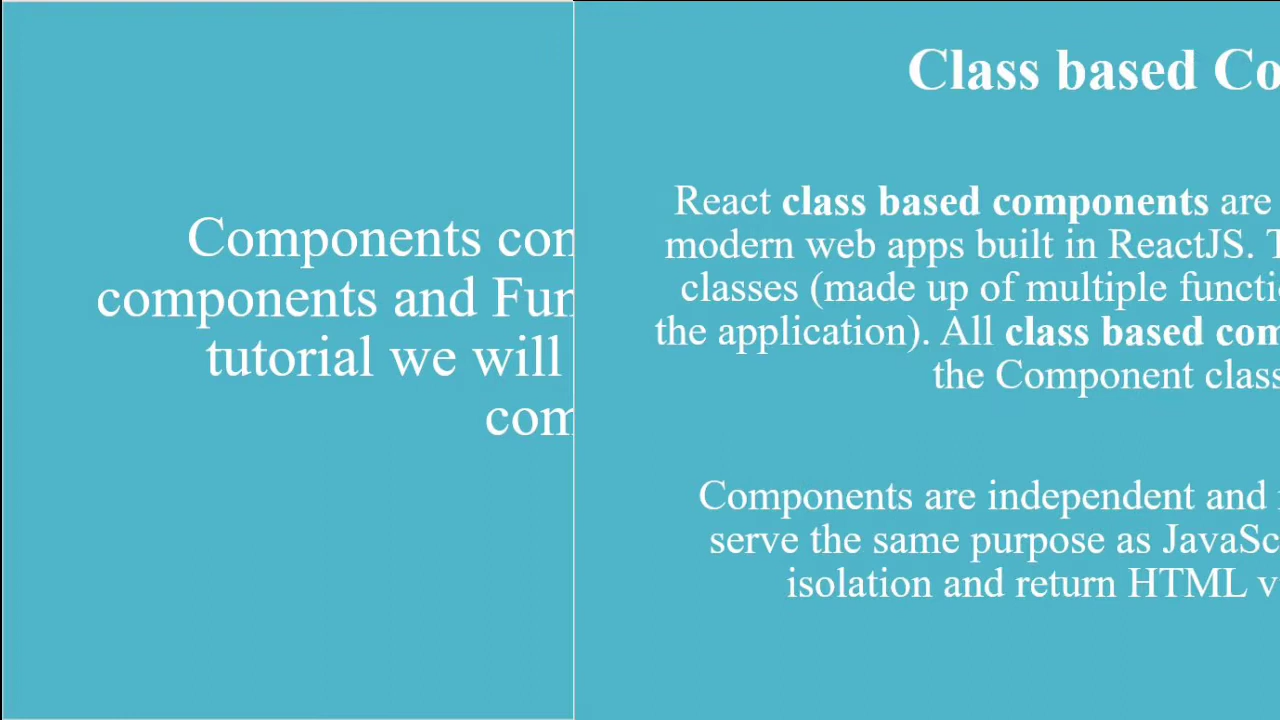 Components com
components and Fun
tutorial we will
com
Class based Co
React class based components are
modern web apps built in ReactJS. T
classes (made up of multiple functi
the application). All class based com
the Component class
Components are independent and
serve the same purpose as JavaSc
isolation and return HTML v